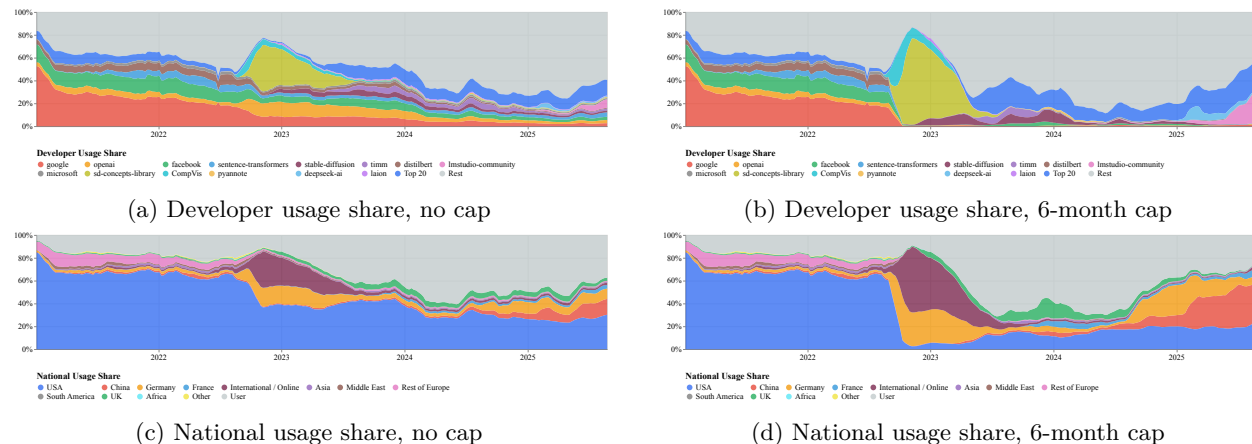 100%
80%
60%
40%
20%
0%
2022 2023 2024 2025
Developer Usage Share
google openai facebook sentence-transformers stable-diffusion timm distilbert lmstudio-community
microsoft sd-concepts-library CompVis pyannote deepseek-ai laion Top 20 Rest
(a) Developer usage share, no cap
100%
80%
60%
40%
20%
0%
2022 2023 2024 2025
Developer Usage Share
google openai facebook sentence-transformers stable-diffusion timm distilbert lmstudio-community
microsoft sd-concepts-library CompVis pyannote deepseek-ai laion Top 20 Rest
(b) Developer usage share, 6-month cap
100%
80%
60%
40%
20%
0%
2022 2023 2024 2025
National Usage Share
USA China Germany France International / Online Asia Middle East Rest of Europe
South America UK Africa Other User
(c) National usage share, no cap
100%
80%
60%
40%
20%
0%
2022 2023 2024 2025
National Usage Share
USA China Germany France International / Online Asia Middle East Rest of Europe
South America UK Africa Other User
(d) National usage share, 6-month cap